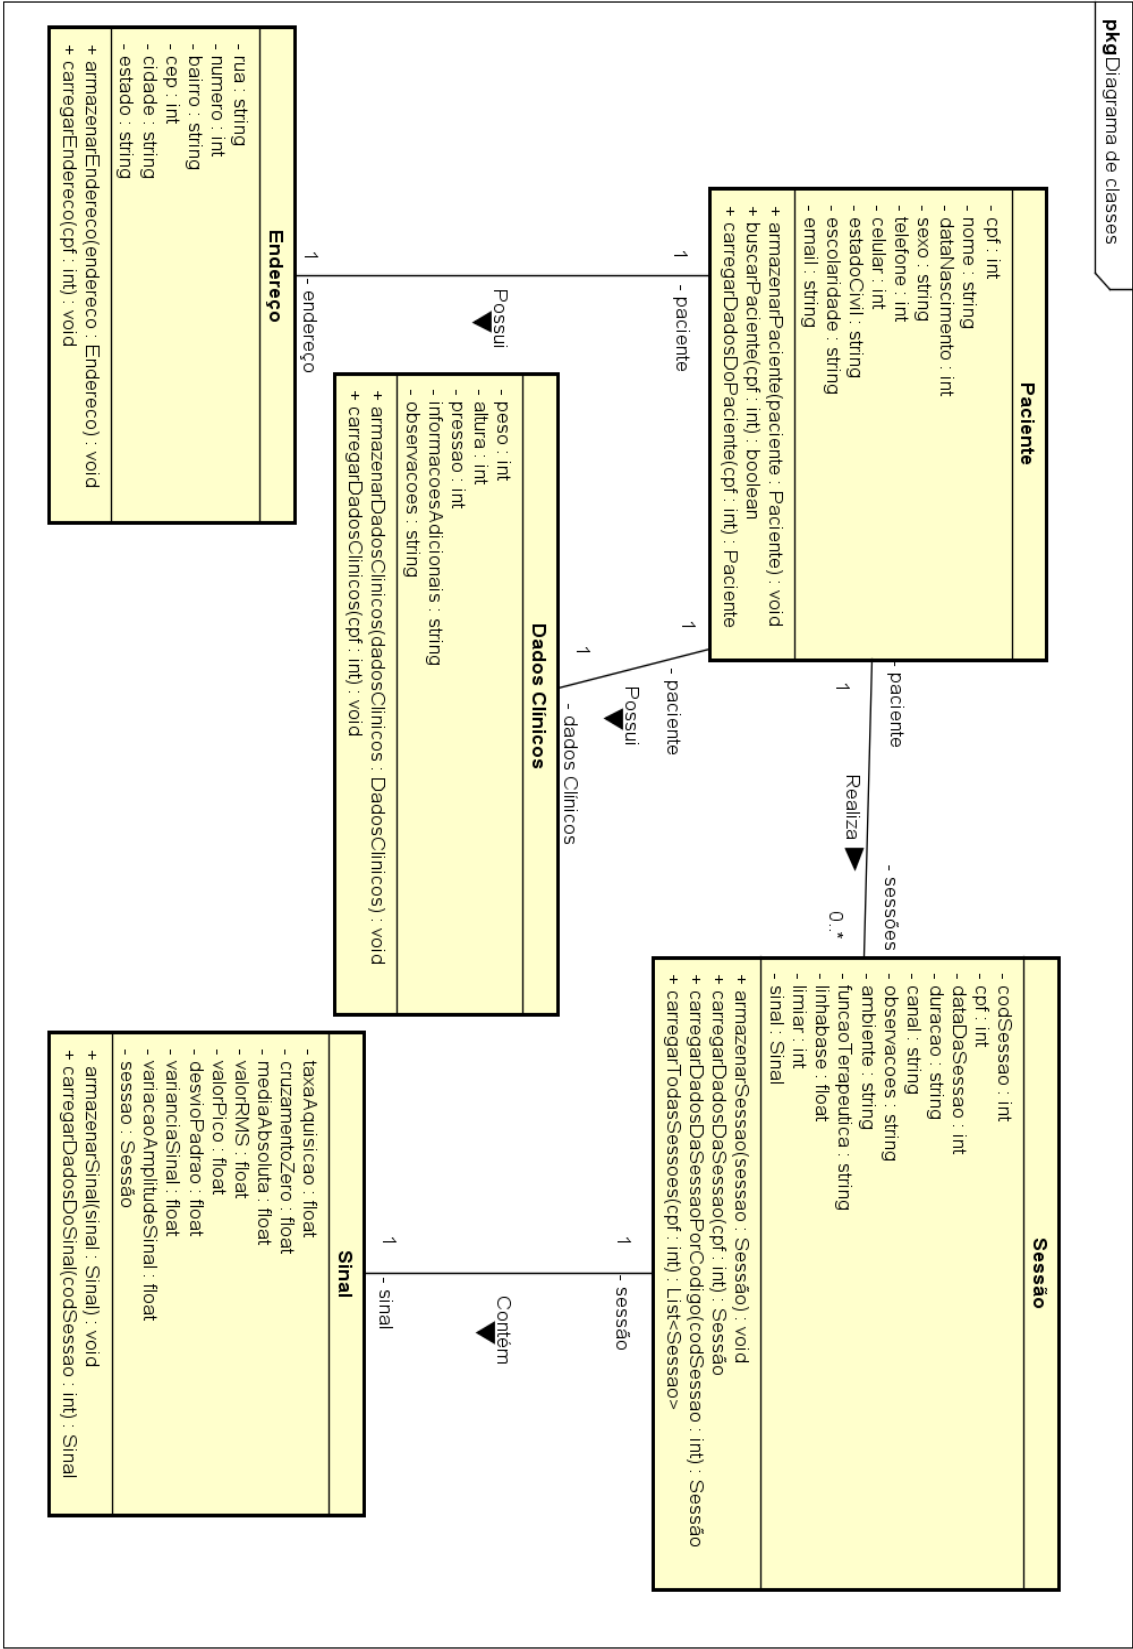 pkgDiagrama de classes
Paciente
- cpf : int
- nome : string
- dataNascimento : int
- sexo : string
- telefone : int
- celular : int
- estadoCivil : string
- escolaridade : string
- email : string
+ armazenarPaciente(paciente : Paciente) : void
+ buscarPaciente(cpf : int) : boolean
+ carregarDadosDoPaciente(cpf : int) : Paciente
- paciente
1
Realiza
- sessões
0..*
Sessão
- codSessao : int
- cpf : int
- dataDaSessao : int
- duracao : string
- canal : string
- observacoes : string
- ambiente : string
- funcaoTerapeutica : string
- linhabase : float
- limiar : int
- sinal : Sinal
+ armazenarSessao(sessao : Sessão) : void
+ carregarDadosDaSessao(cpf : int) : Sessão
+ carregarDadosDaSessaoPorCodigo(codSessao : int) : Sessão
+ carregarTodasSessoes(cpf : int) : List<Sessao>
1
- paciente
Possui
1
- endereço
1
- paciente
Possui
1
- dados Clínicos
1
- sessão
Contém
1
- sinal
Dados Clínicos
- peso : int
- altura : int
- pressao : int
- informacoesAdicionais : string
- observacoes : string
+ armazenarDadosClinicos(dadosClinicos : DadosClinicos) : void
+ carregarDadosClinicos(cpf : int) : void
Endereço
- rua : string
- numero : int
- bairro : string
- cep : int
- cidade : string
- estado : string
+ armazenarEndereco(endereco : Endereco) : void
+ carregarEndereco(cpf : int) : void
Sinal
- taxaAquisicao : float
- cruzamentoZero : float
- mediaAbsoluta : float
- valorRMS : float
- valorPico : float
- desvioPadrao : float
- varianciaSinal : float
- variacaoAmplitudeSinal : float
- sessao : Sessão
+ armazenarSinal(sinal : Sinal) : void
+ carregarDadosDoSinal(codSessao : int) : Sinal